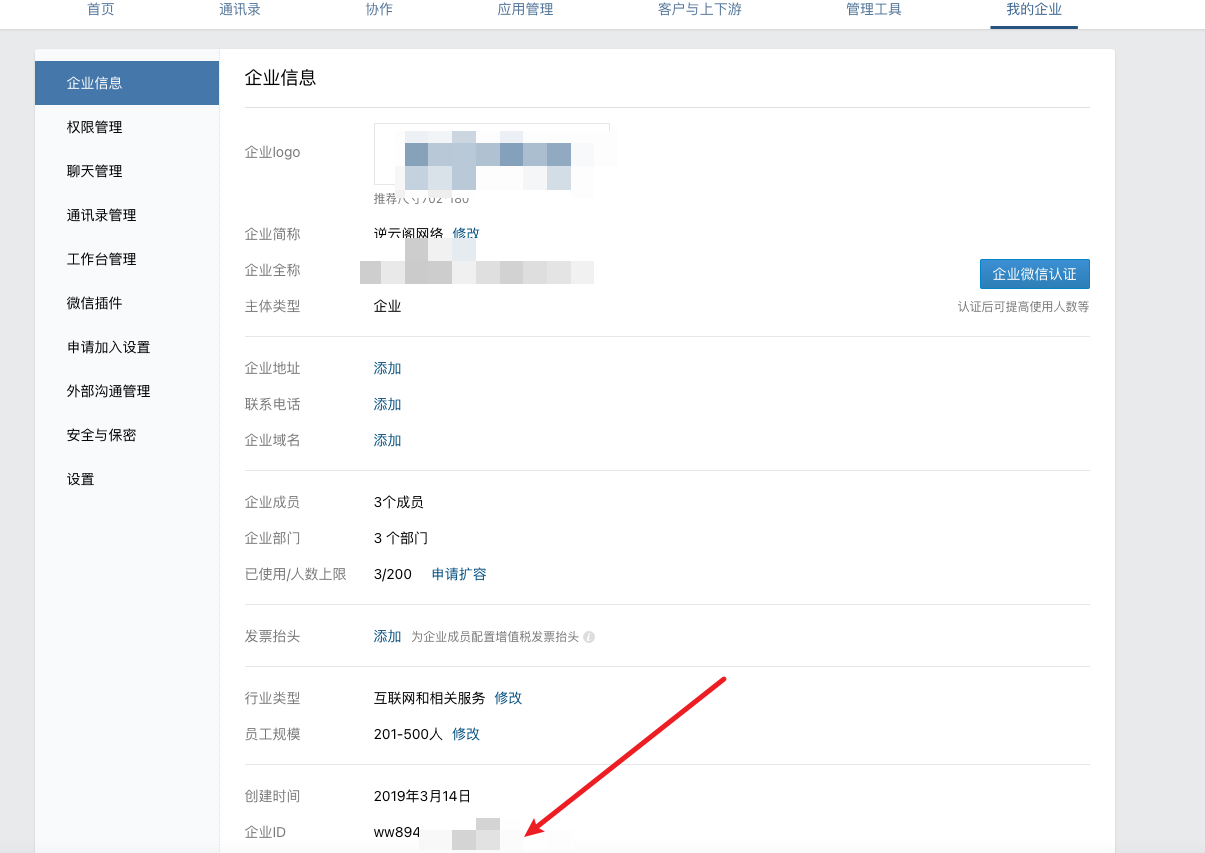 首页 通讯录 协作 应用管理 客户与上下游 管理工具 我的企业
企业信息
权限管理
聊天管理
通讯录管理
工作台管理
微信插件
申请加入设置
外部沟通管理
安全与保密
设置
企业信息
企业logo
推荐尺寸702*180
企业简称 逆云阁网络 修改
企业全称
企业微信认证
主体类型 企业
认证后可提高使用人数等
企业地址 添加
联系电话 添加
企业域名 添加
企业成员 3个成员
企业部门 3 个部门
已使用/人数上限 3/200 申请扩容
发票抬头 添加 为企业成员配置增值税发票抬头
行业类型 互联网和相关服务 修改
员工规模 201-500人 修改
创建时间 2019年3月14日
企业ID ww894